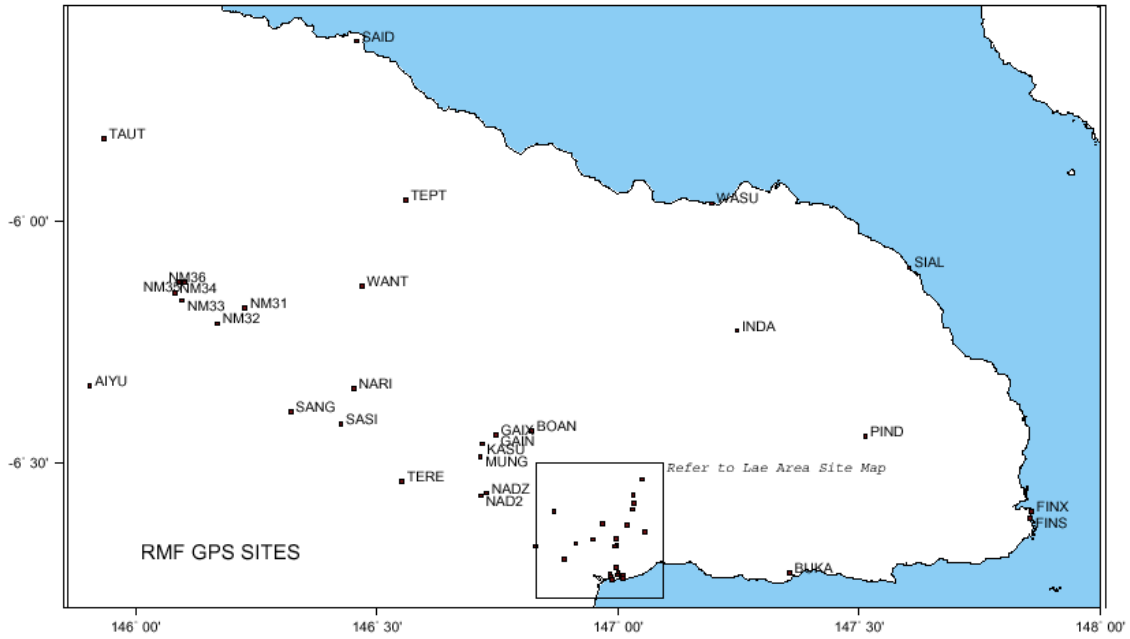 SAID
TAUT
TEPT
WASU
-6° 00'
SIAL
NM36
WANT
NM35
NM34
NM33
NM31
NM32
INDA
AIYU
NARI
SANG
SASI
GAIX
BOAN
GAIN
PIND
KASU
-6° 30'
MUNG
Refer to Lae Area Site Map
TERE
NADZ
NAD2
FINX
FINS
RMF GPS SITES
BUKA
146° 00'
146° 30'
147° 00'
147° 30'
148° 00'